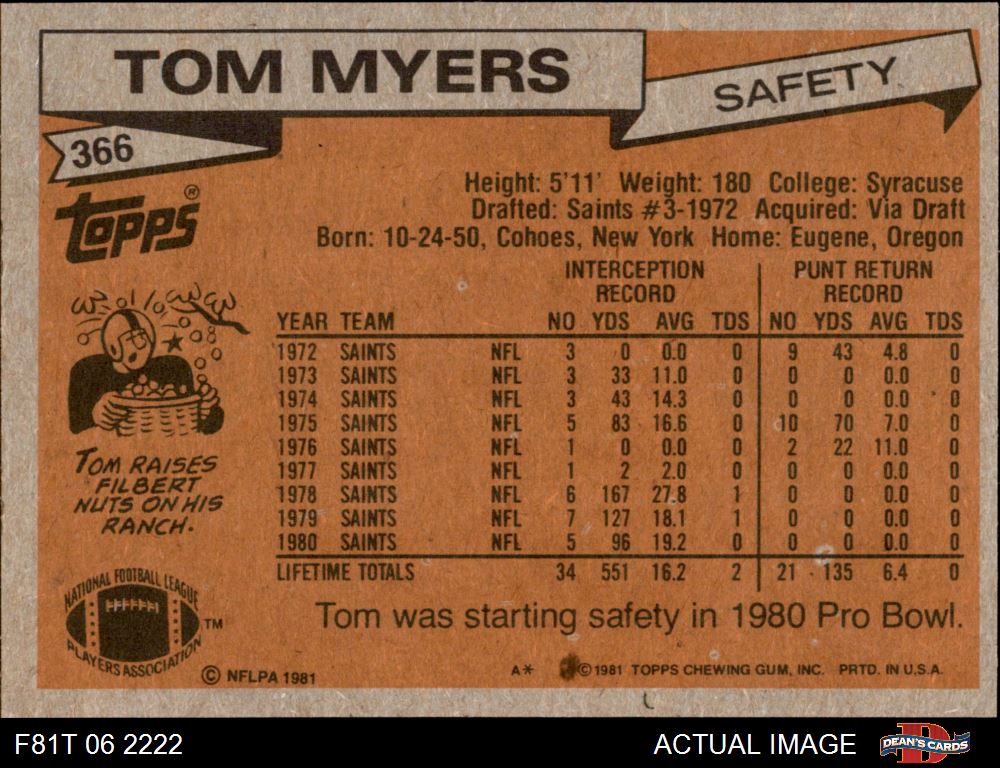 TOM MYERS
SAFETY
366
Topps ®
Height: 5'11' Weight: 180 College: Syracuse
Drafted: Saints #3-1972 Acquired: Via Draft
Born: 10-24-50, Cohoes, New York Home: Eugene, Oregon
INTERCEPTION RECORD PUNT RETURN RECORD
YEAR TEAM NO YDS AVG TDS NO YDS AVG TDS
1972 SAINTS NFL 3 0 0.0 0 9 43 4.8 0
1973 SAINTS NFL 3 33 11.0 0 0 0 0.0 0
1974 SAINTS NFL 3 43 14.3 0 0 0 0.0 0
1975 SAINTS NFL 5 83 16.6 0 10 70 7.0 0
1976 SAINTS NFL 1 0 0.0 0 2 22 11.0 0
1977 SAINTS NFL 1 2 2.0 0 0 0 0.0 0
1978 SAINTS NFL 6 167 27.8 1 0 0 0.0 0
1979 SAINTS NFL 7 127 18.1 1 0 0 0.0 0
1980 SAINTS NFL 5 96 19.2 0 0 0 0.0 0
LIFETIME TOTALS 34 551 16.2 2 21 135 6.4 0
TOM RAISES
FILBERT
NUTS ON HIS
RANCH.
Tom was starting safety in 1980 Pro Bowl.
NATIONAL FOOTBALL LEAGUE
PLAYERS ASSOCIATION
TM
© NFLPA 1981
A* ©1981 TOPPS CHEWING GUM, INC. PRTD. IN U.S.A.
F81T 06 2222
ACTUAL IMAGE
D
DEAN'S CARDS